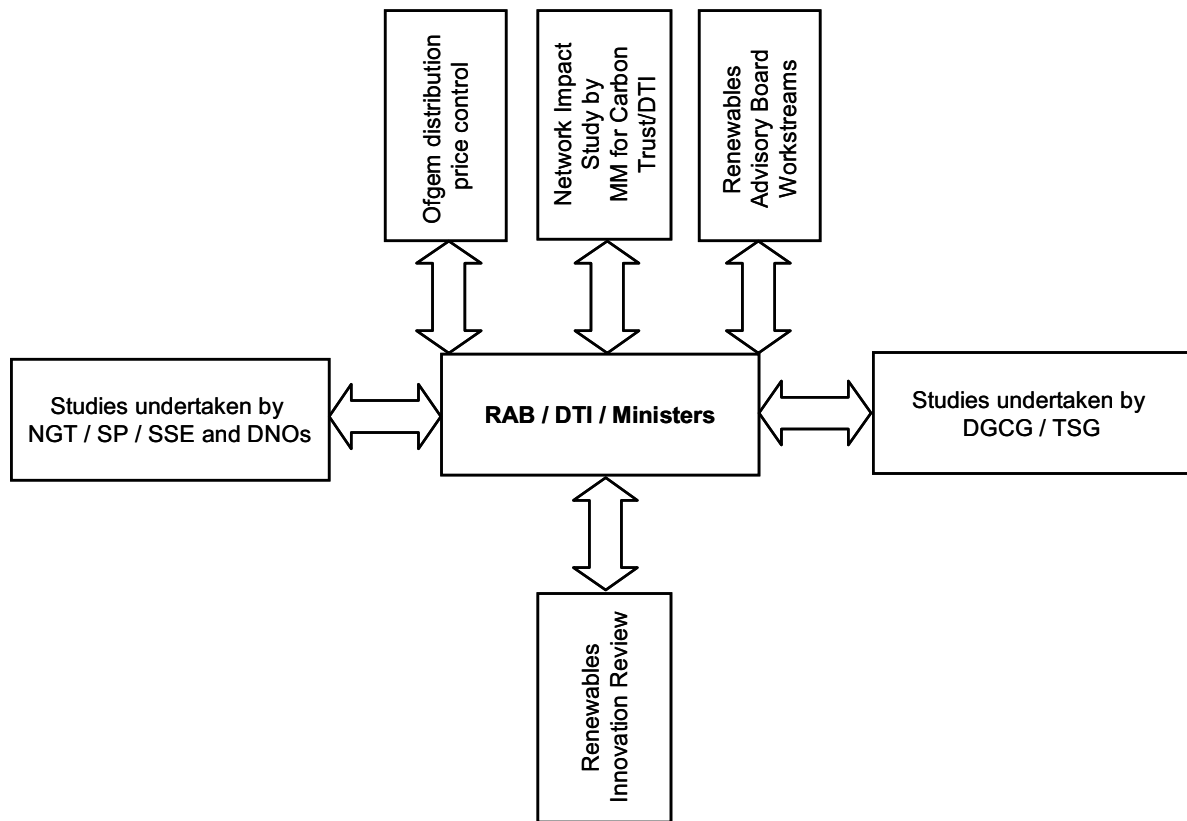 Ofgem distribution
price control
Network Impact
Study by
MM for Carbon
Trust/DTI
Renewables
Advisory Board
Workstreams
Studies undertaken by
NGT / SP / SSE and DNOs
RAB / DTI / Ministers
Studies undertaken by
DGCG / TSG
Renewables
Innovation Review